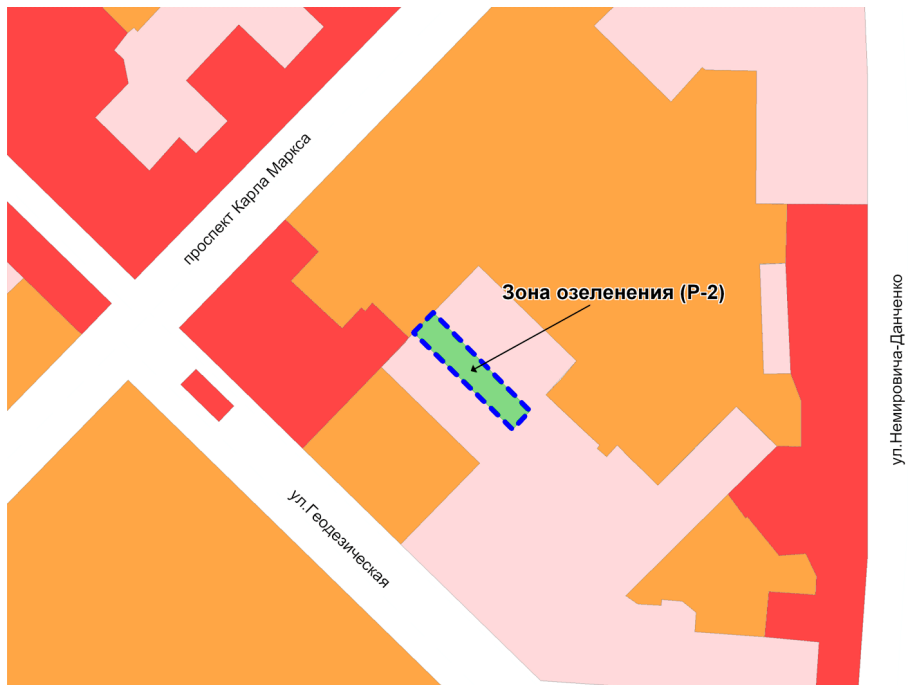 проспект Карла Маркса
Зона озеленения (Р-2)
ул.Немировича-Данченко
ул.Геодезическая